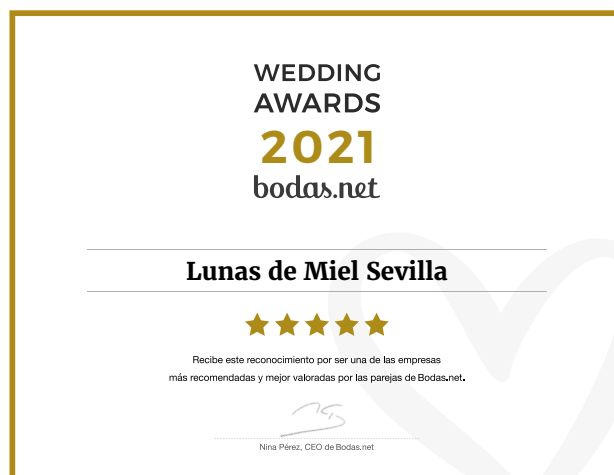 WEDDING
AWARDS
2021
bodas.net
Lunas de Miel Sevilla
Recibe este reconocimiento por ser una de las empresas
más recomendadas y mejor valoradas por las parejas de Bodas.net.
Nina Pérez, CEO de Bodas.net